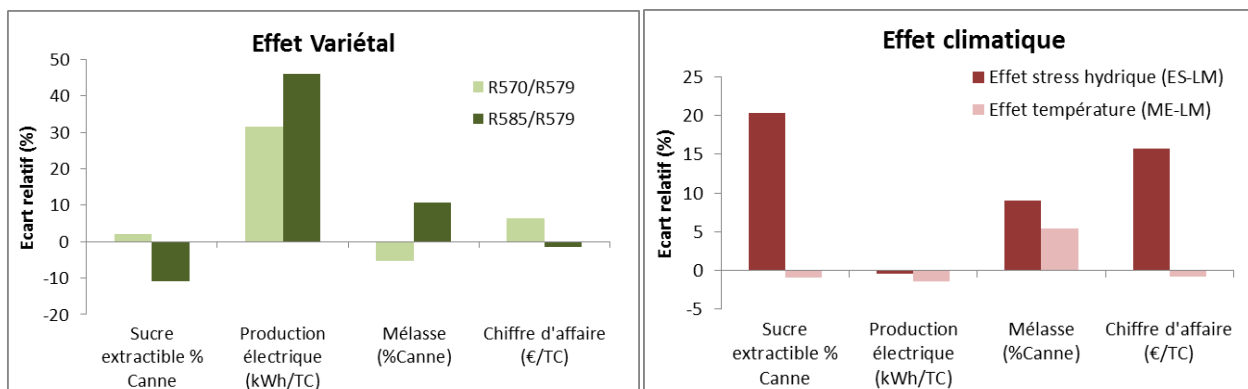 Effet Variétal
Ecart relatif (%)
50
40
30
20
10
0
-10
-20
R570/R579
R585/R579
Sucre
extractible %
Canne
Production
électrique
(kWh/TC)
Mélasse
(%Canne)
Chiffre d'affaire
(€/TC)
Effet climatique
Ecart relatif (%)
25
20
15
10
5
0
-5
Effet stress hydrique (ES-LM)
Effet température (ME-LM)
Sucre
extractible %
Canne
Production
électrique
(kWh/TC)
Mélasse
(%Canne)
Chiffre d'affaire
(€/TC)